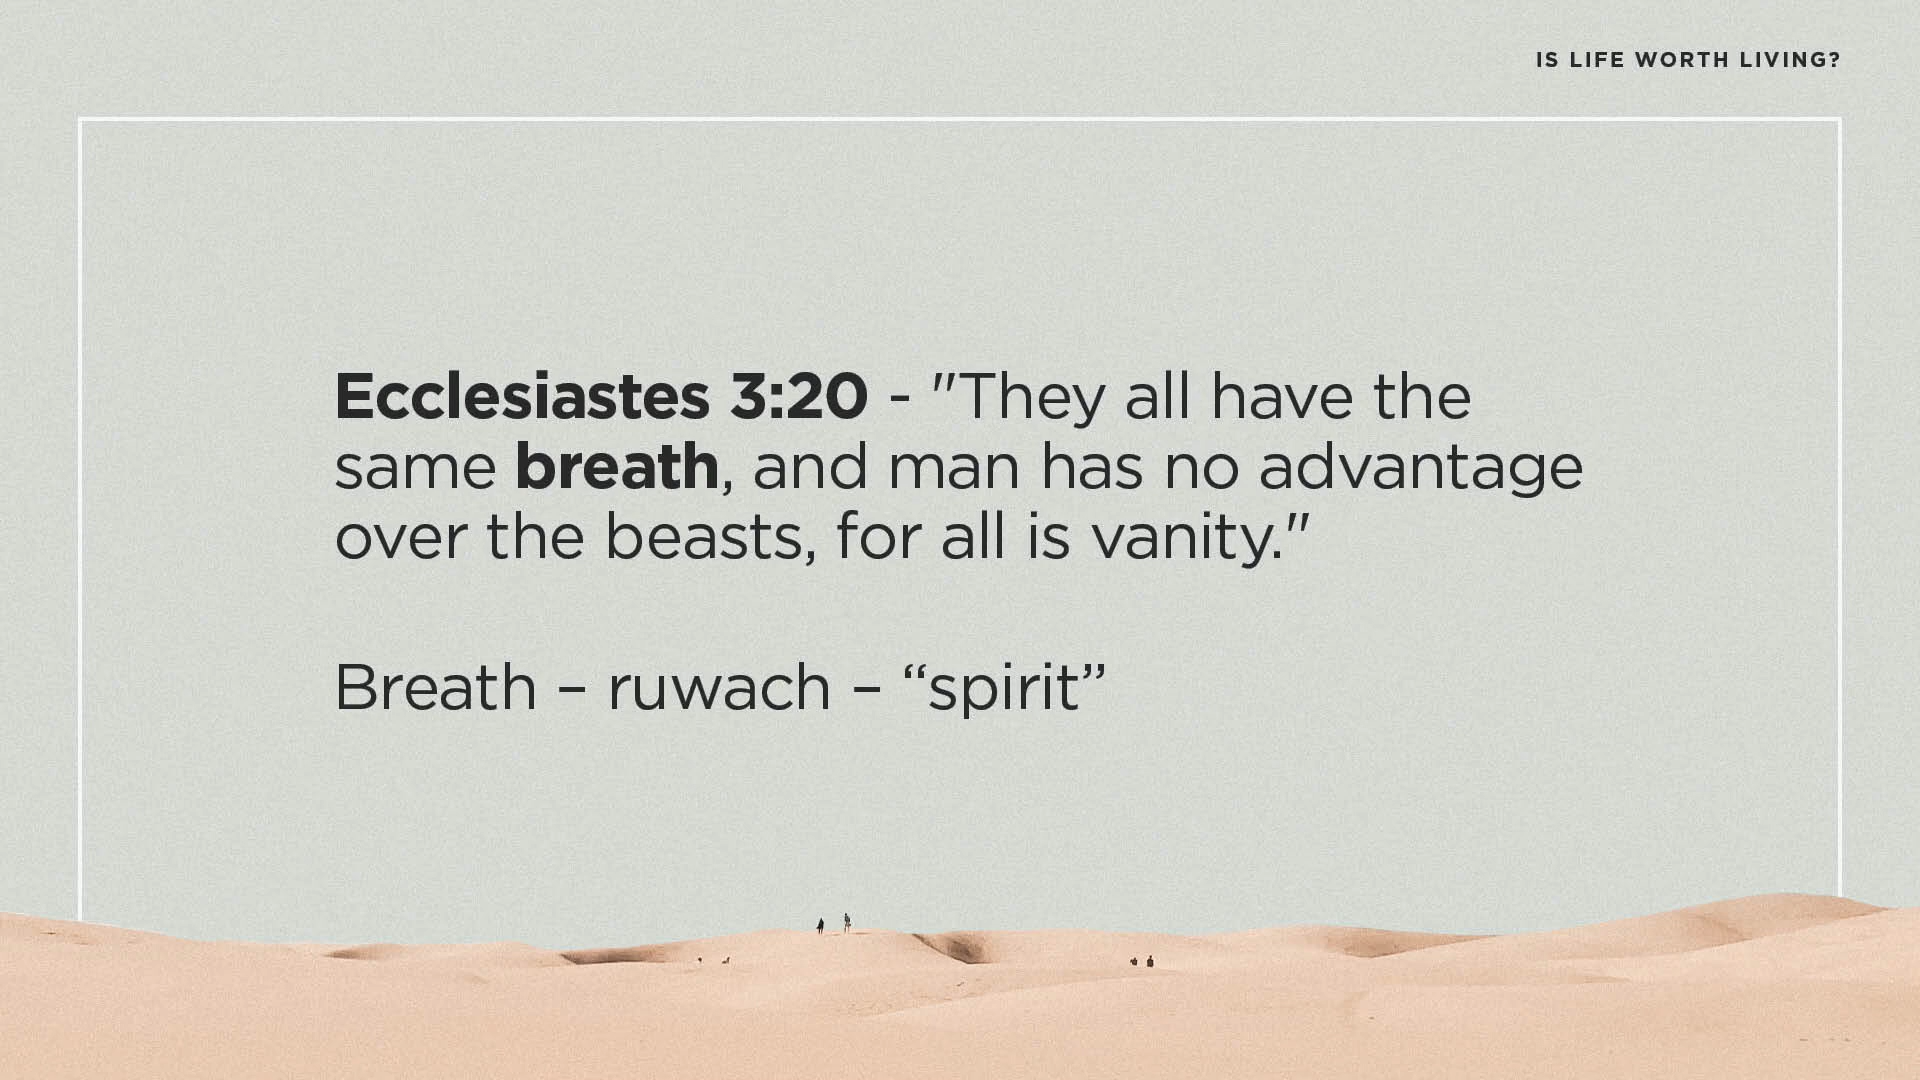 IS LIFE WORTH LIVING?
Ecclesiastes 3:20 - "They all have the
same breath, and man has no advantage
over the beasts, for all is vanity."
Breath – ruwach – “spirit”